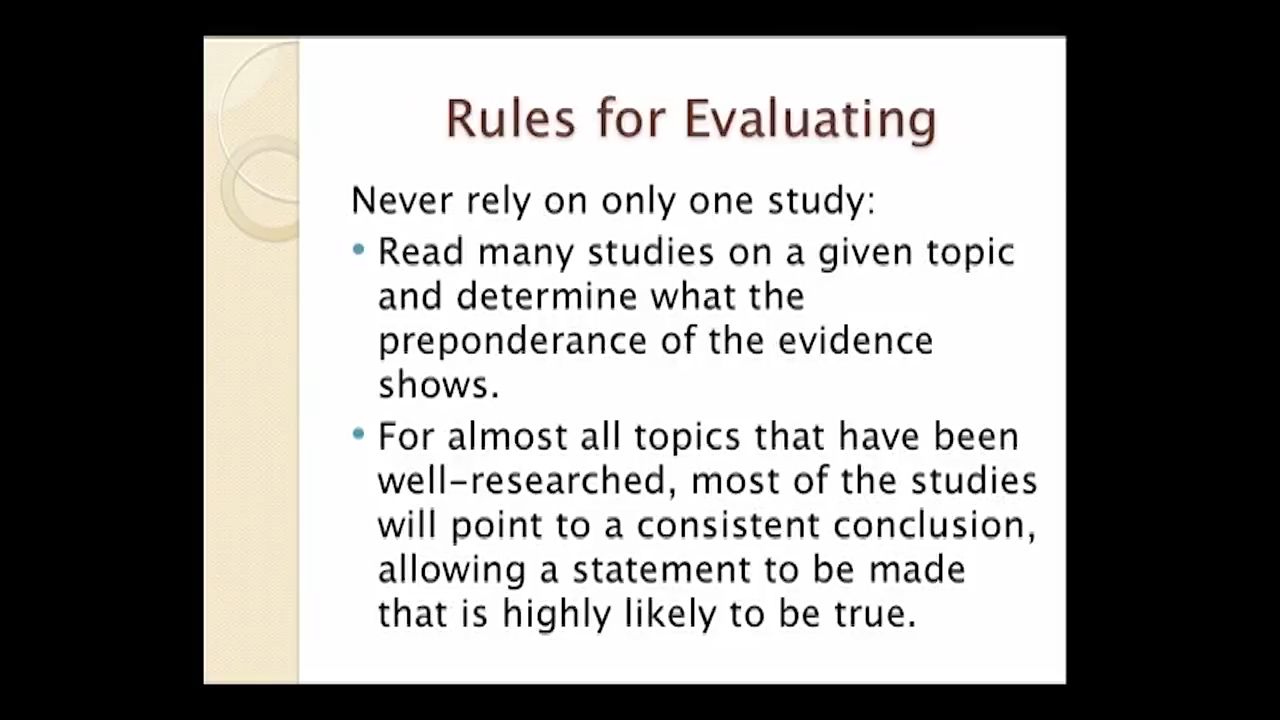 Rules for Evaluating
Never rely on only one study:
• Read many studies on a given topic
and determine what the
preponderance of the evidence
shows.
• For almost all topics that have been
well-researched, most of the studies
will point to a consistent conclusion,
allowing a statement to be made
that is highly likely to be true.